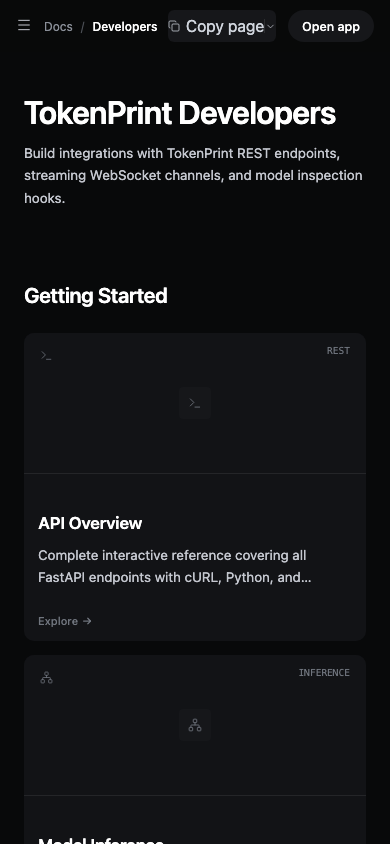 Docs / Developers Copy page Open app
TokenPrint Developers
Build integrations with TokenPrint REST endpoints,
streaming WebSocket channels, and model inspection
hooks.
Getting Started
REST
API Overview
Complete interactive reference covering all
FastAPI endpoints with cURL, Python, and...
Explore →
INFERENCE
Model Inference